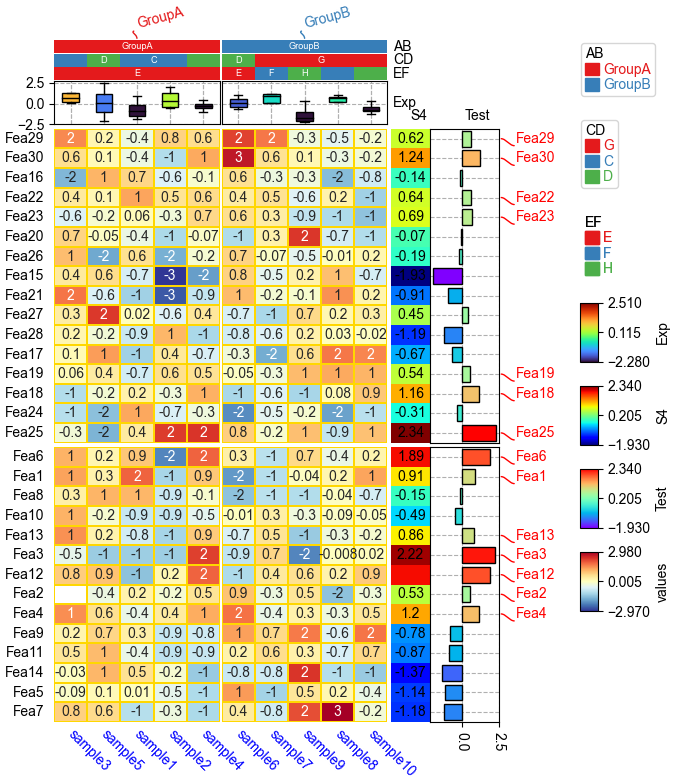 GroupA GroupB
GroupA GroupB AB
D C D G CD
E E F H EF
2.5
0.0
-2.5
Exp
S4 Test
Fea29 2 0.2 -0.4 0.8 0.6 2 2 -0.3 -0.5 -0.2 0.62 Fea29
Fea30 0.6 0.1 -0.4 -1 1 3 0.6 0.1 -0.3 -0.2 1.24 Fea30
Fea16 -2 1 0.7 -0.6 -0.1 0.6 -0.3 -0.3 -2 -0.8 -0.14
Fea22 0.4 0.1 1 0.5 0.6 0.4 0.5 -0.6 0.2 -1 0.64 Fea22
Fea23 -0.6 -0.2 0.06 -0.3 0.7 0.6 0.3 -0.9 -1 -1 0.69 Fea23
Fea20 0.7 -0.05 -0.4 -1 -0.07 -1 0.3 2 -0.7 -1 -0.07
Fea26 1 -2 0.6 -2 -0.2 0.7 -0.07 -0.5 -0.01 0.2 -0.19
Fea15 0.4 0.6 -0.7 -3 -2 0.8 -0.5 0.2 1 -0.7 -1.93
Fea21 2 -0.6 -1 -3 -0.9 1 -0.2 -0.1 1 0.2 -0.91
Fea27 0.3 2 0.02 -0.6 0.4 -0.7 -1 0.7 0.2 0.3 0.45
Fea28 0.2 -0.2 -0.9 1 -1 -0.8 -0.6 0.2 0.03 -0.02 -1.19
Fea17 0.1 1 -1 0.4 -0.7 -0.3 -2 0.6 2 2 -0.67
Fea19 0.06 0.4 -0.7 0.6 0.5 -0.05 -0.3 1 1 1 0.54 Fea19
Fea18 -1 -0.2 0.2 -0.3 1 -1 -0.6 -1 0.08 0.9 1.16 Fea18
Fea24 -1 -2 1 -0.7 -0.3 -2 -0.5 -0.2 -2 -1 -0.31
Fea25 -0.3 -2 0.4 2 2 0.8 -0.2 1 -0.9 1 2.34 Fea25
Fea6 1 0.2 0.9 -2 2 0.3 -1 0.7 -0.4 0.2 1.89 Fea6
Fea1 1 0.3 2 -1 0.9 -2 -1 -0.04 0.2 1 0.91 Fea1
Fea8 0.3 1 1 -0.9 -0.1 -2 -1 -1 -0.04 -0.7 -0.15
Fea10 1 -0.2 -0.9 -0.9 -0.5 -0.01 0.3 -0.3 -0.09 -0.05 -0.49
Fea13 1 0.2 -0.8 -1 0.9 -0.7 0.5 -1 -0.3 -0.2 0.86 Fea13
Fea3 -0.5 -1 -1 -1 2 -0.9 0.7 -2 -0.008 0.02 2.22 Fea3
Fea12 0.8 0.9 -1 0.2 2 -1 0.4 0.6 0.2 0.9 Fea12
Fea2 -0.4 0.2 -0.2 0.5 0.9 -0.3 0.5 -2 -0.3 0.53 Fea2
Fea4 1 0.6 -0.4 0.4 1 0.4 -0.3 0.3 -0.3 0.5 1.2 Fea4
Fea9 0.2 0.7 0.3 -0.9 -0.8 1 0.7 2 -0.6 2 -0.78
Fea11 0.5 1 -0.4 -0.9 -0.9 0.2 0.6 0.3 -0.7 0.7 -0.87
Fea14 -0.03 1 0.5 -0.2 -1 -0.8 -0.8 2 -1 -1 -1.37
Fea5 -0.09 0.1 0.01 -0.5 -1 1 -1 0.5 0.2 -0.4 -1.14
Fea7 0.8 0.6 -1 -0.3 -1 0.4 -0.8 2 3 -0.2 -1.18
sample3 sample5 sample1 sample2 sample4 sample6 sample7 sample9 sample8 sample10 0.0 2.5
AB
GroupA
GroupB
CD
G
C
D
EF
E
F
H
2.510
0.115
-2.280
Exp
2.340
0.205
-1.930
S4
2.340
0.205
-1.930
Test
2.980
0.005
-2.970
values